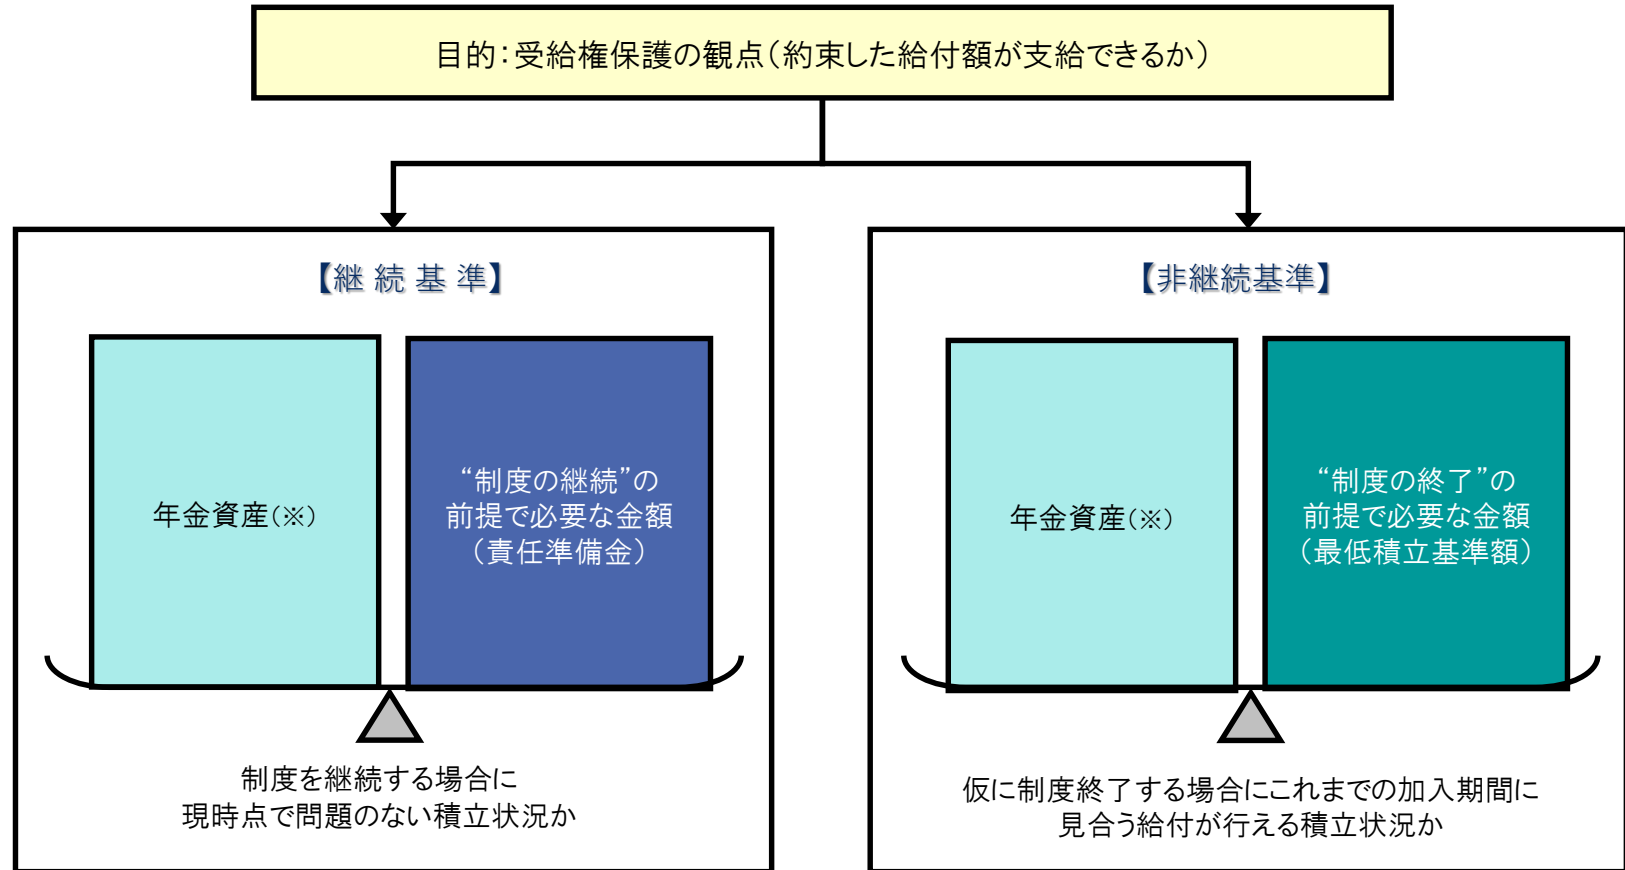 目的：受給権保護の観点（約束した給付額が支給できるか）
【継 続 基 準】
年金資産（※）
“制度の継続”の
前提で必要な金額
（責任準備金）
制度を継続する場合に
現時点で問題のない積立状況か
【非継続基準】
年金資産（※）
“制度の終了”の
前提で必要な金額
（最低積立基準額）
仮に制度終了する場合にこれまでの加入期間に
見合う給付が行える積立状況か